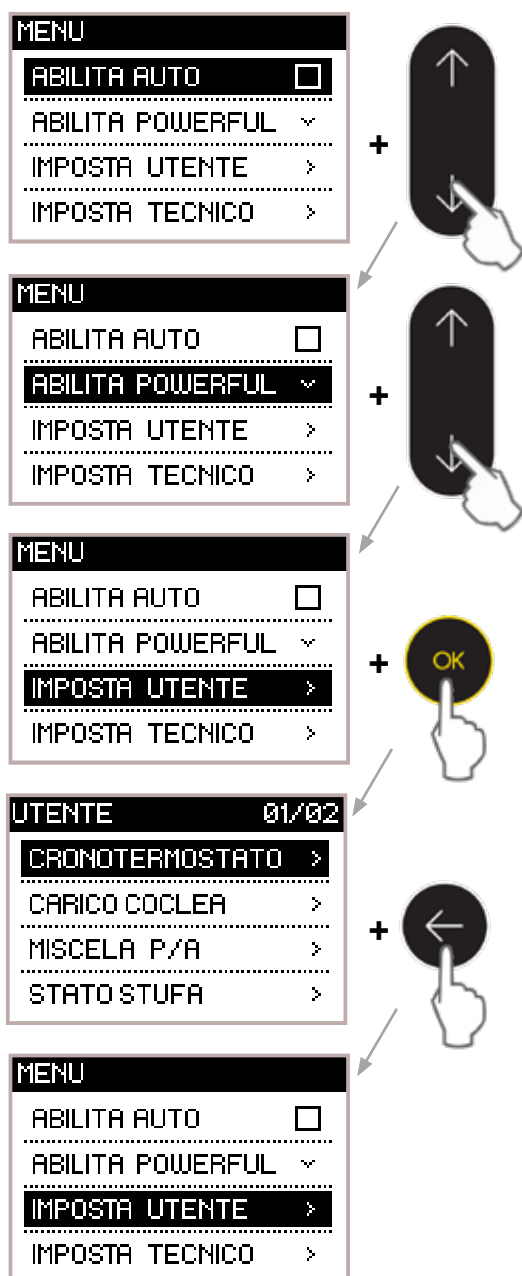 MENU
ABILITA AUTO
ABILITA POWERFUL
IMPOSTA UTENTE >
IMPOSTA TECNICO >
+
MENU
ABILITA AUTO
ABILITA POWERFUL
IMPOSTA UTENTE >
IMPOSTA TECNICO >
+
MENU
ABILITA AUTO
ABILITA POWERFUL
IMPOSTA UTENTE >
IMPOSTA TECNICO >
+ OK
UTENTE 01/02
CRONOTERMOSTATO >
CARICO COCLEA >
MISCELA P/A >
STATO STUFA >
+
MENU
ABILITA AUTO
ABILITA POWERFUL
IMPOSTA UTENTE >
IMPOSTA TECNICO >